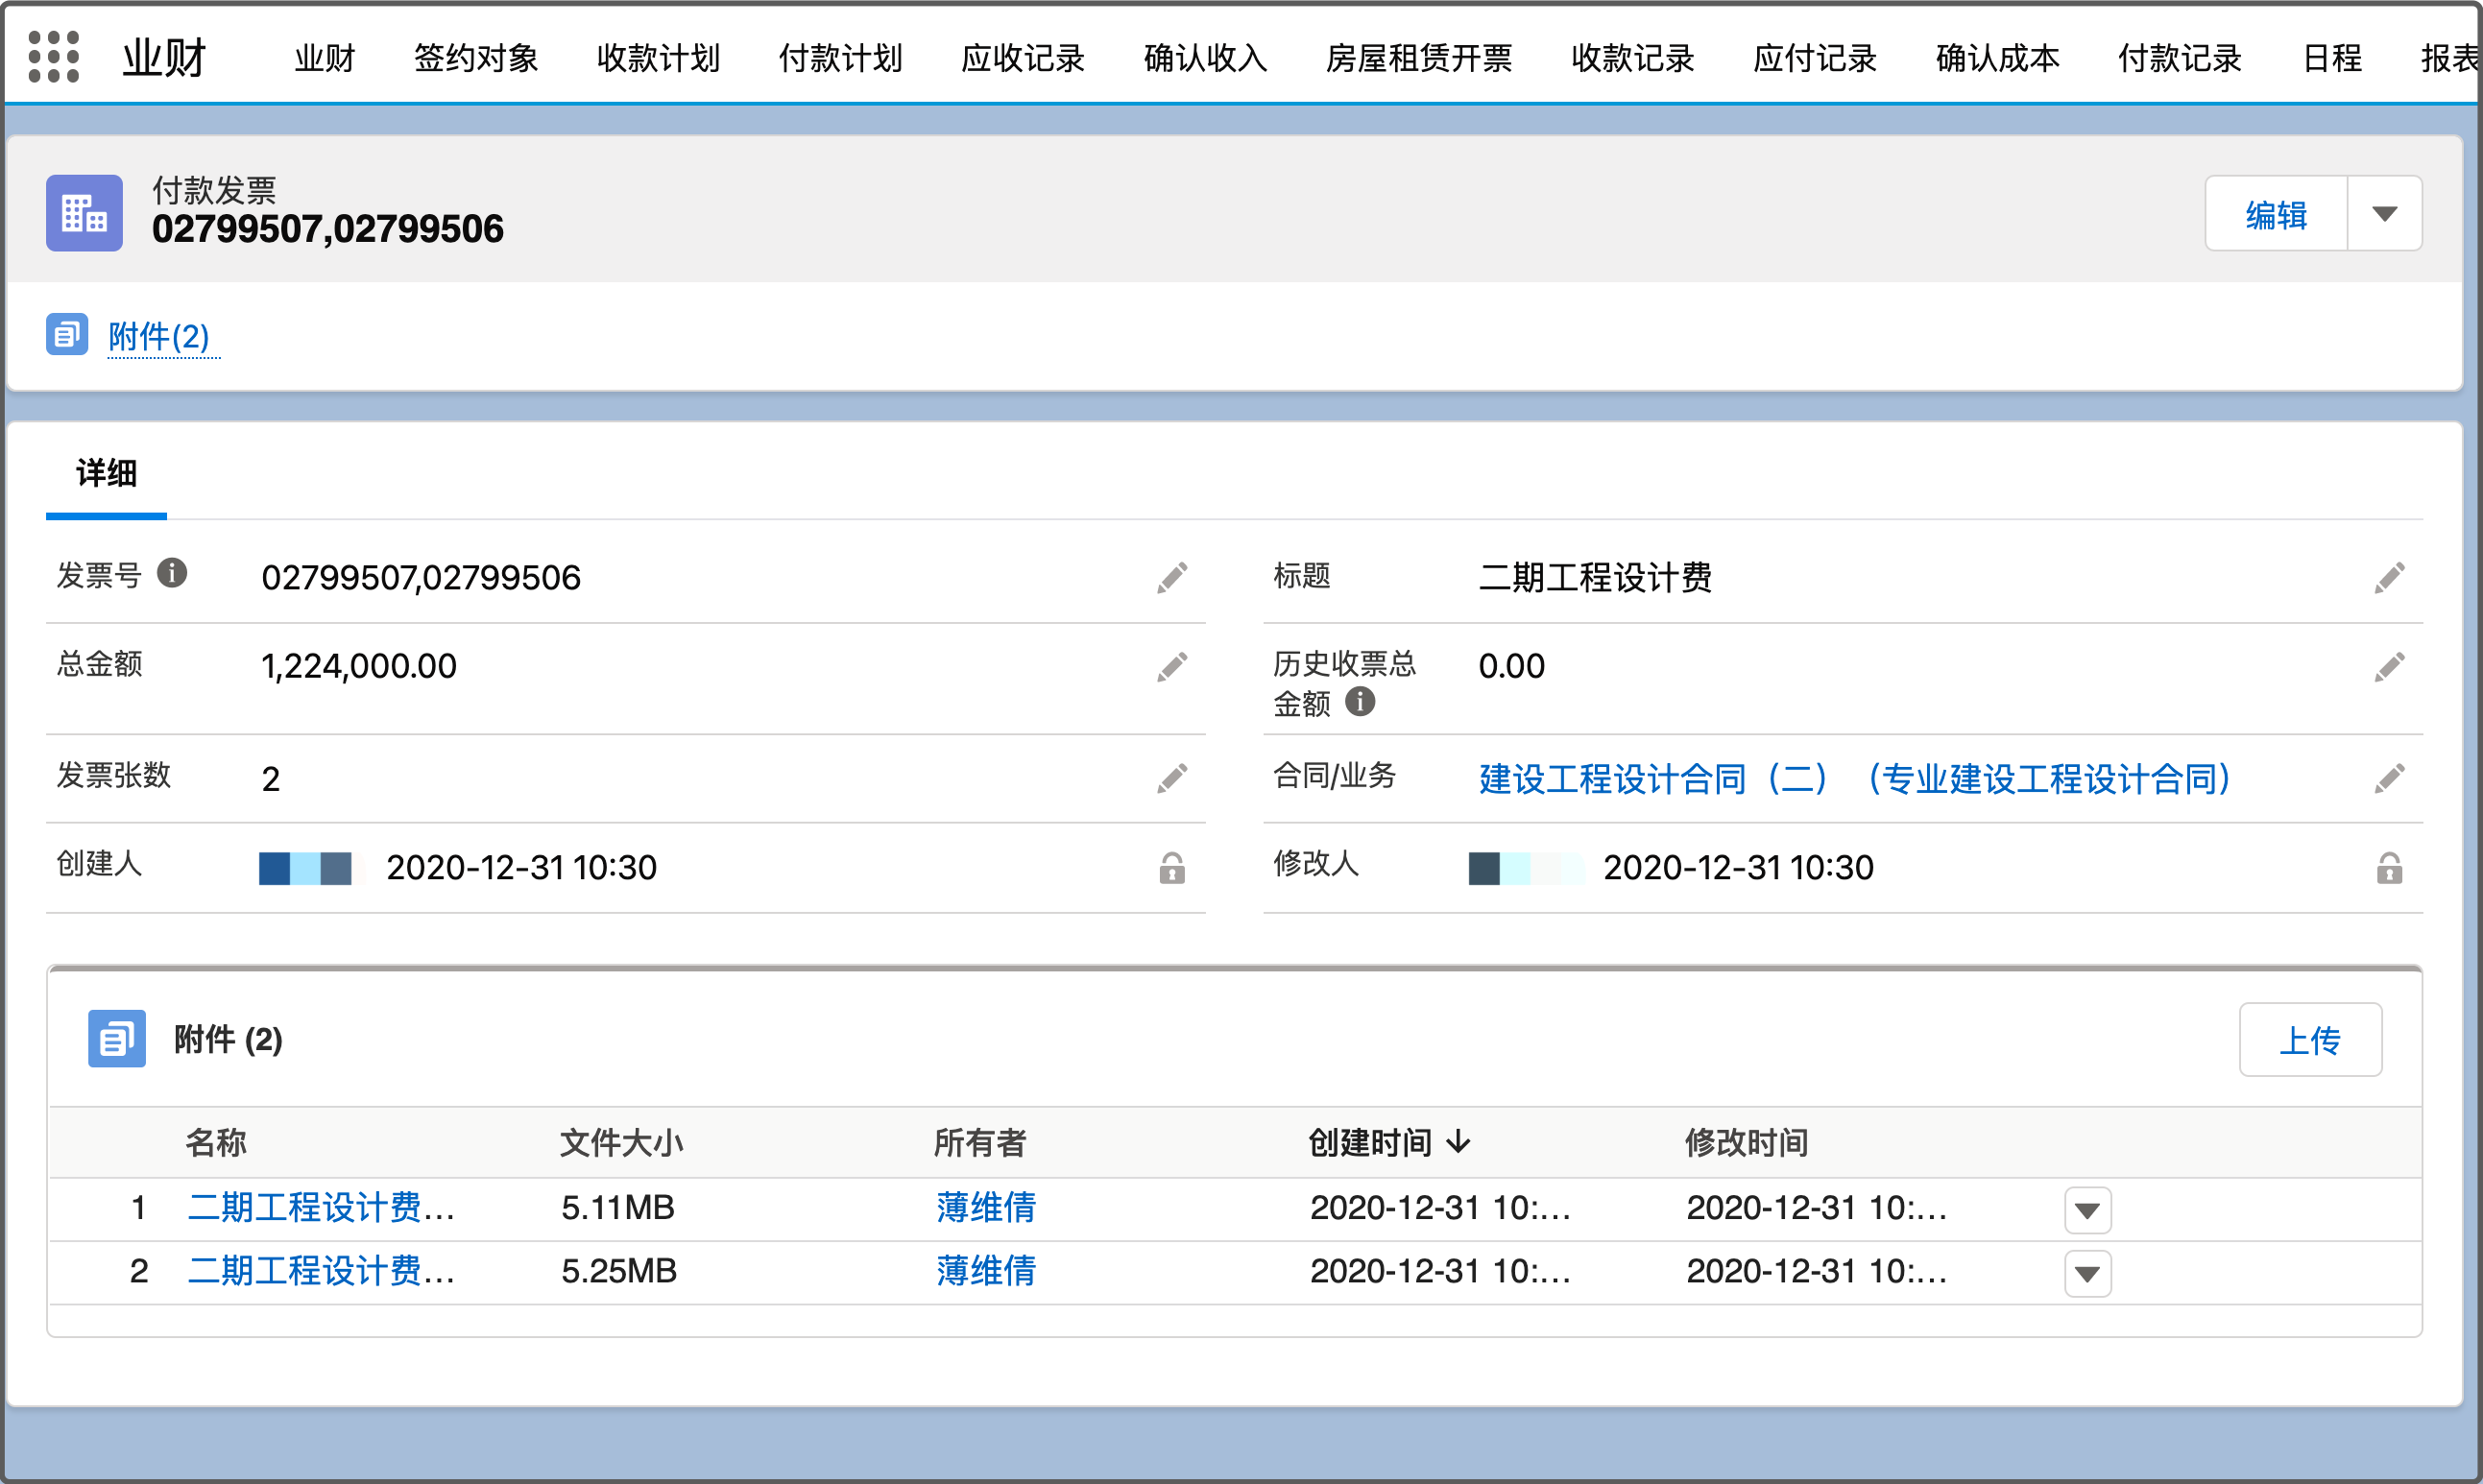 业财 业财 签约对象 收款计划 付款计划 应收记录 确认收入 房屋租赁开票 收款记录 应付记录 确认成本 付款记录 日程 报表
付款发票
02799507,02799506
编辑
附件(2)
详细
发票号 02799507,02799506 标题 二期工程设计费
总金额 1,224,000.00 历史收票总金额 0.00
发票张数 2 合同/业务 建设工程设计合同（二）（专业建设工程设计合同）
创建人 2020-12-31 10:30 修改人 2020-12-31 10:30
附件 (2) 上传
名称 文件大小 所有者 创建时间 ↓ 修改时间
1 二期工程设计费... 5.11MB 薄维倩 2020-12-31 10:... 2020-12-31 10:...
2 二期工程设计费... 5.25MB 薄维倩 2020-12-31 10:... 2020-12-31 10:...